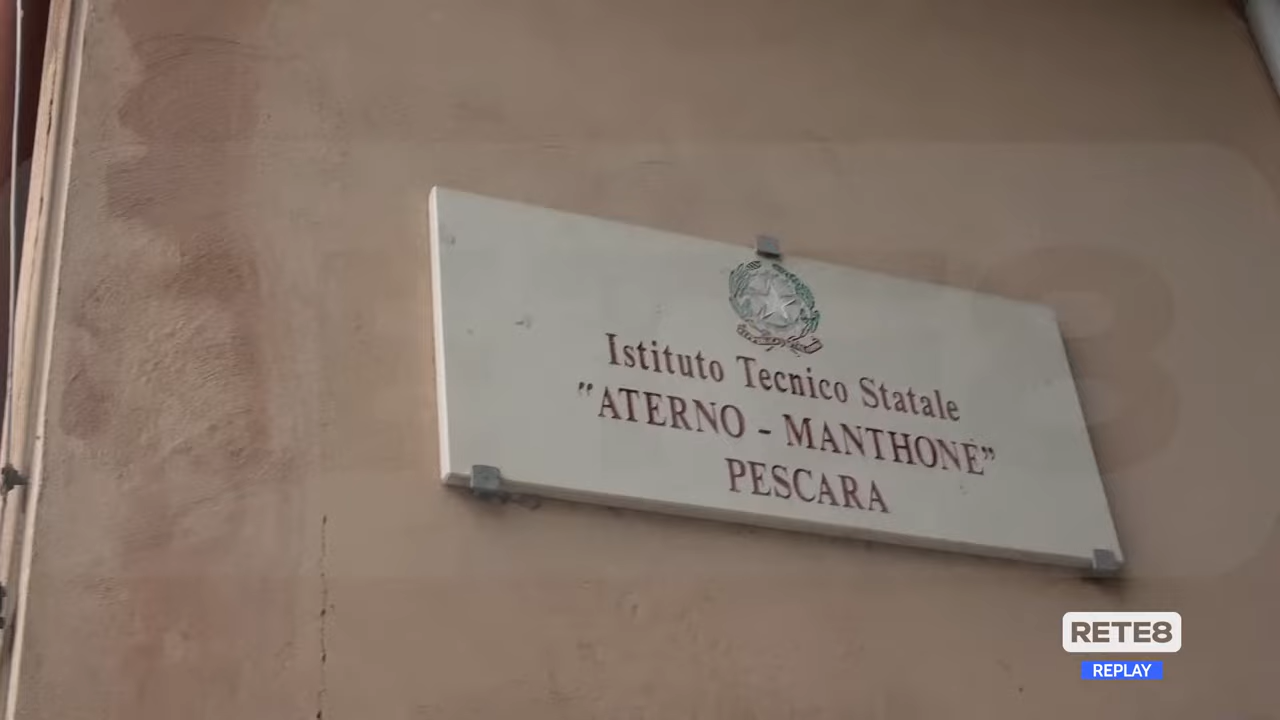 Istituto Tecnico Statale
"ATERNO - MANTHONÈ"
PESCARA
RETE8
REPLAY